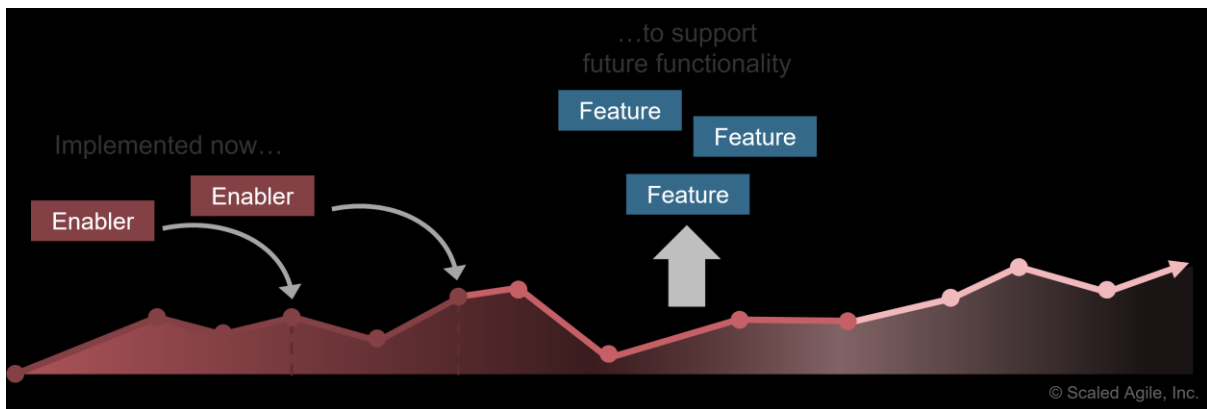 …to support
future functionality
Feature
Feature
Implemented now…
Enabler
Feature
Enabler
© Scaled Agile, Inc.